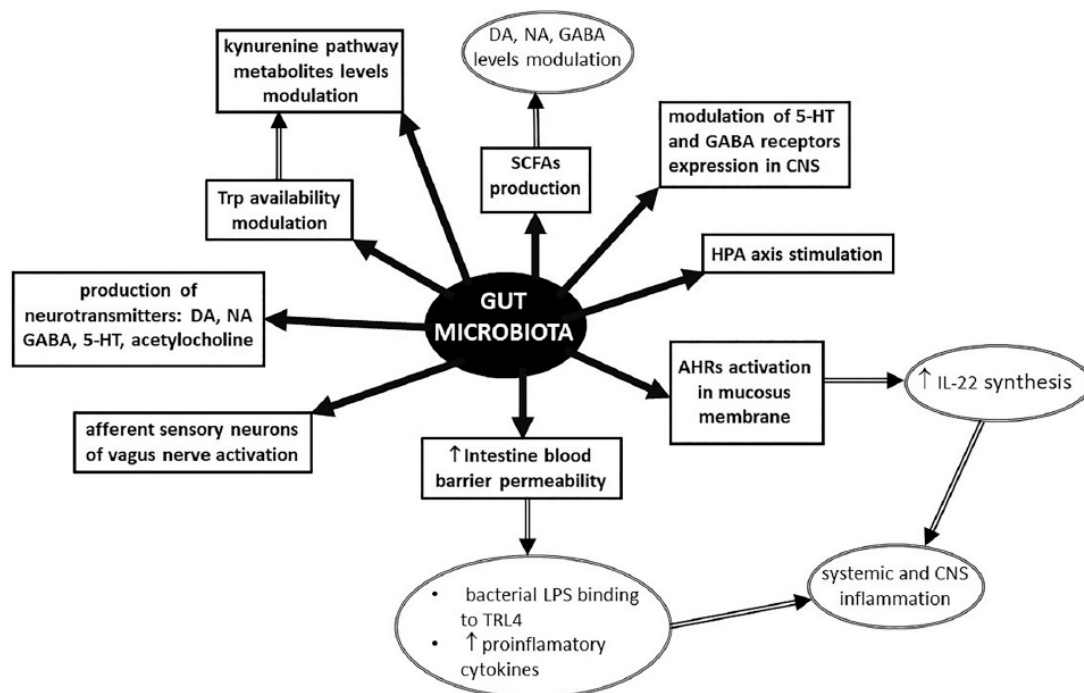 kynurenine pathway
metabolites levels
modulation
DA, NA, GABA
levels modulation
modulation of 5-HT
and GABA receptors
expression in CNS
SCFAs
production
Trp availability
modulation
HPA axis stimulation
production of
neurotransmitters: DA, NA
GABA, 5-HT, acetylocholine
GUT
MICROBIOTA
AHRs activation
in mucosus
membrane
↑ IL-22 synthesis
afferent sensory neurons
of vagus nerve activation
↑Intestine blood
barrier permeability
• bacterial LPS binding
to TRL4
• ↑proinflamatory
cytokines
systemic and CNS
inflammation